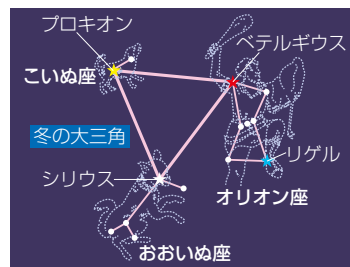 プロキオン
ベテルギウス
こいぬ座
冬の大三角
リゲル
シリウス
オリオン座
おおいぬ座